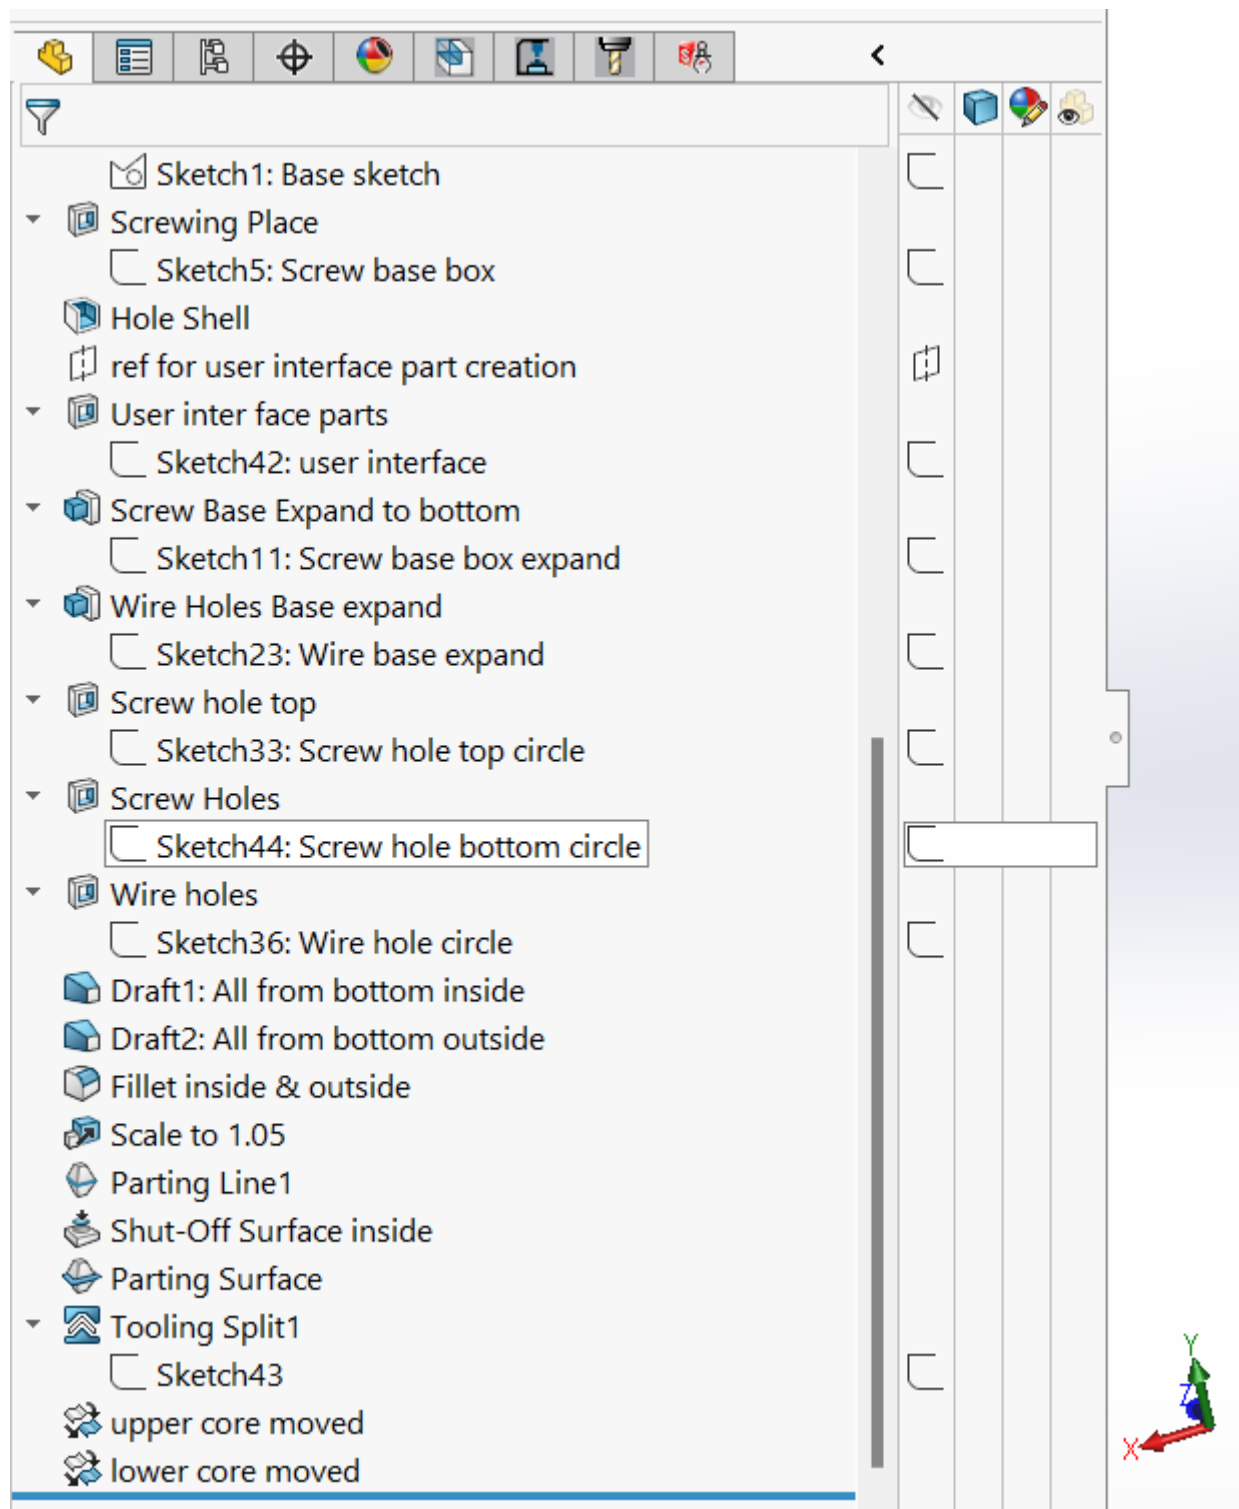 Sketch1: Base sketch
Screwing Place
Sketch5: Screw base box
Hole Shell
ref for user interface part creation
User inter face parts
Sketch42: user interface
Screw Base Expand to bottom
Sketch11: Screw base box expand
Wire Holes Base expand
Sketch23: Wire base expand
Screw hole top
Sketch33: Screw hole top circle
Screw Holes
Sketch44: Screw hole bottom circle
Wire holes
Sketch36: Wire hole circle
Draft1: All from bottom inside
Draft2: All from bottom outside
Fillet inside & outside
Scale to 1.05
Parting Line1
Shut-Off Surface inside
Parting Surface
Tooling Split1
Sketch43
upper core moved
lower core moved
Y
Z
X